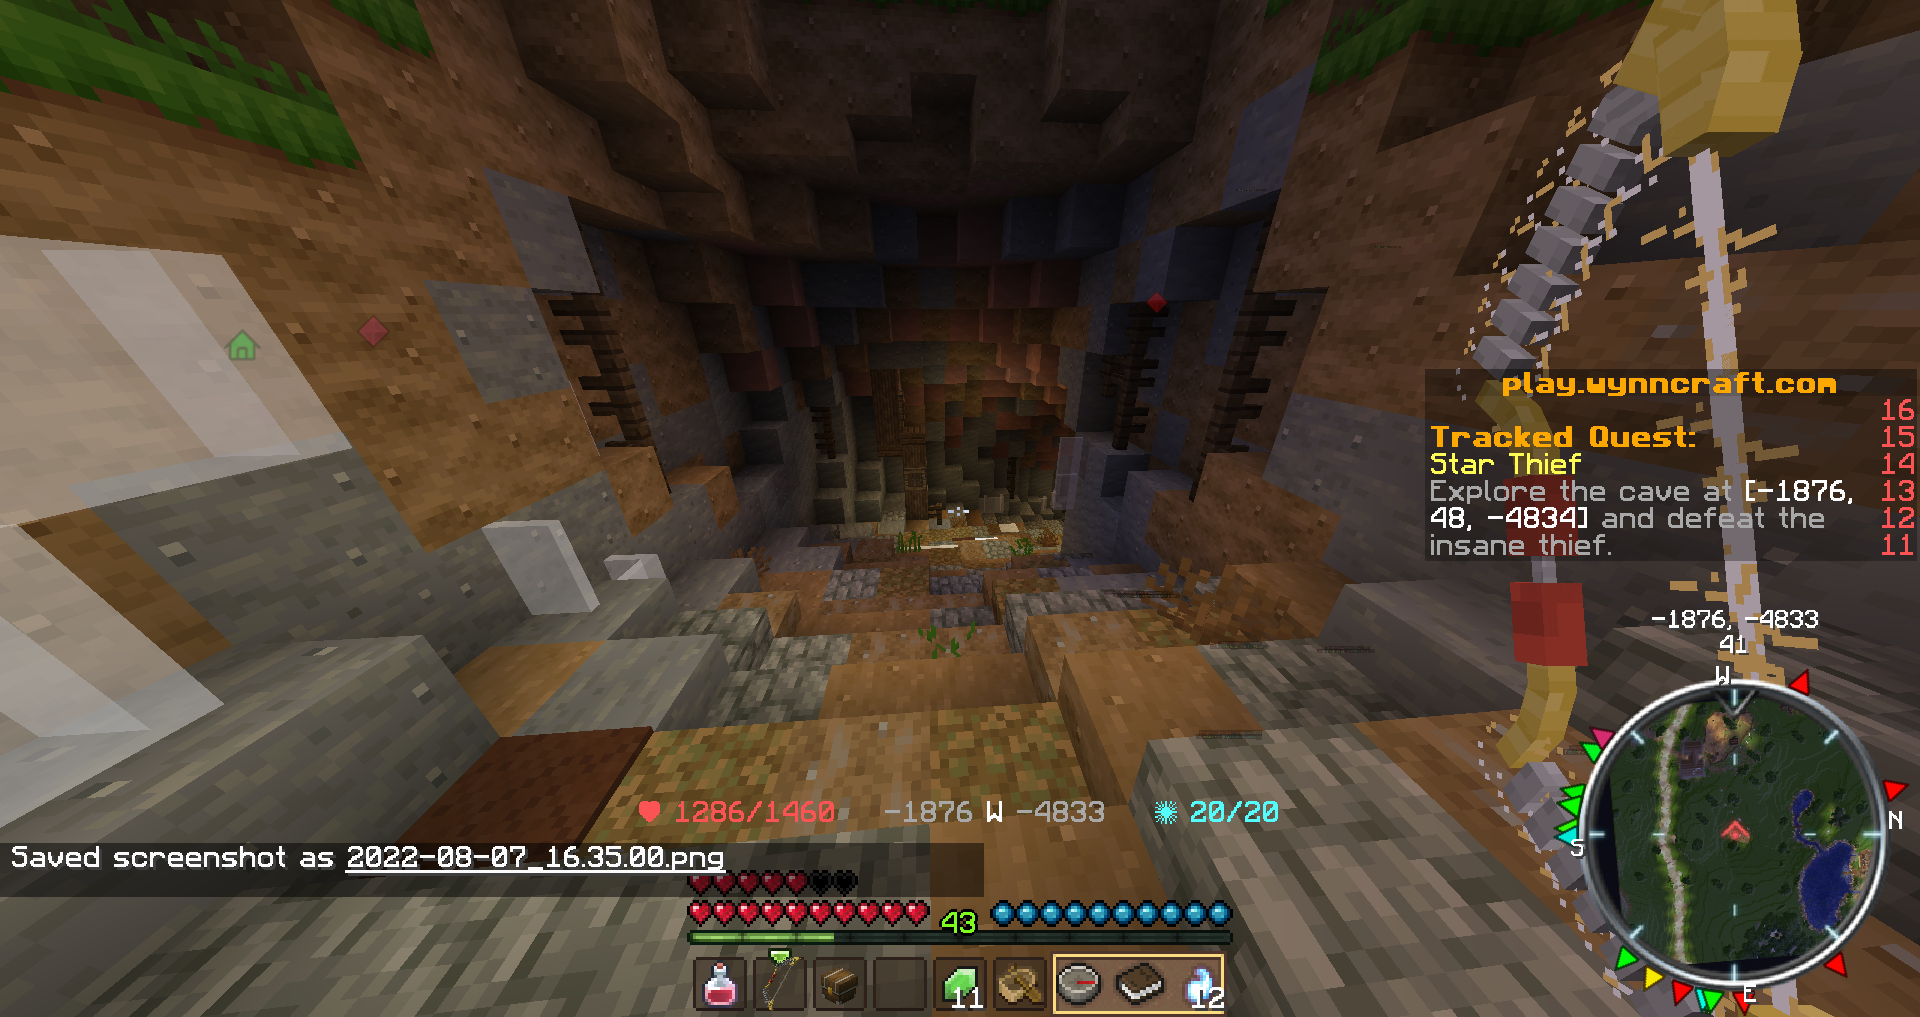 play.wynncraft.com
16
Tracked Quest: 15
Star Thief 14
Explore the cave at [-1876, 13
48, -4834] and defeat the 12
insane thief. 11
-1876, -4833
41
W
N
S
E
1286/1460 -1876 W -4833 20/20
Saved screenshot as 2022-08-07_16.35.00.png
43
11
12